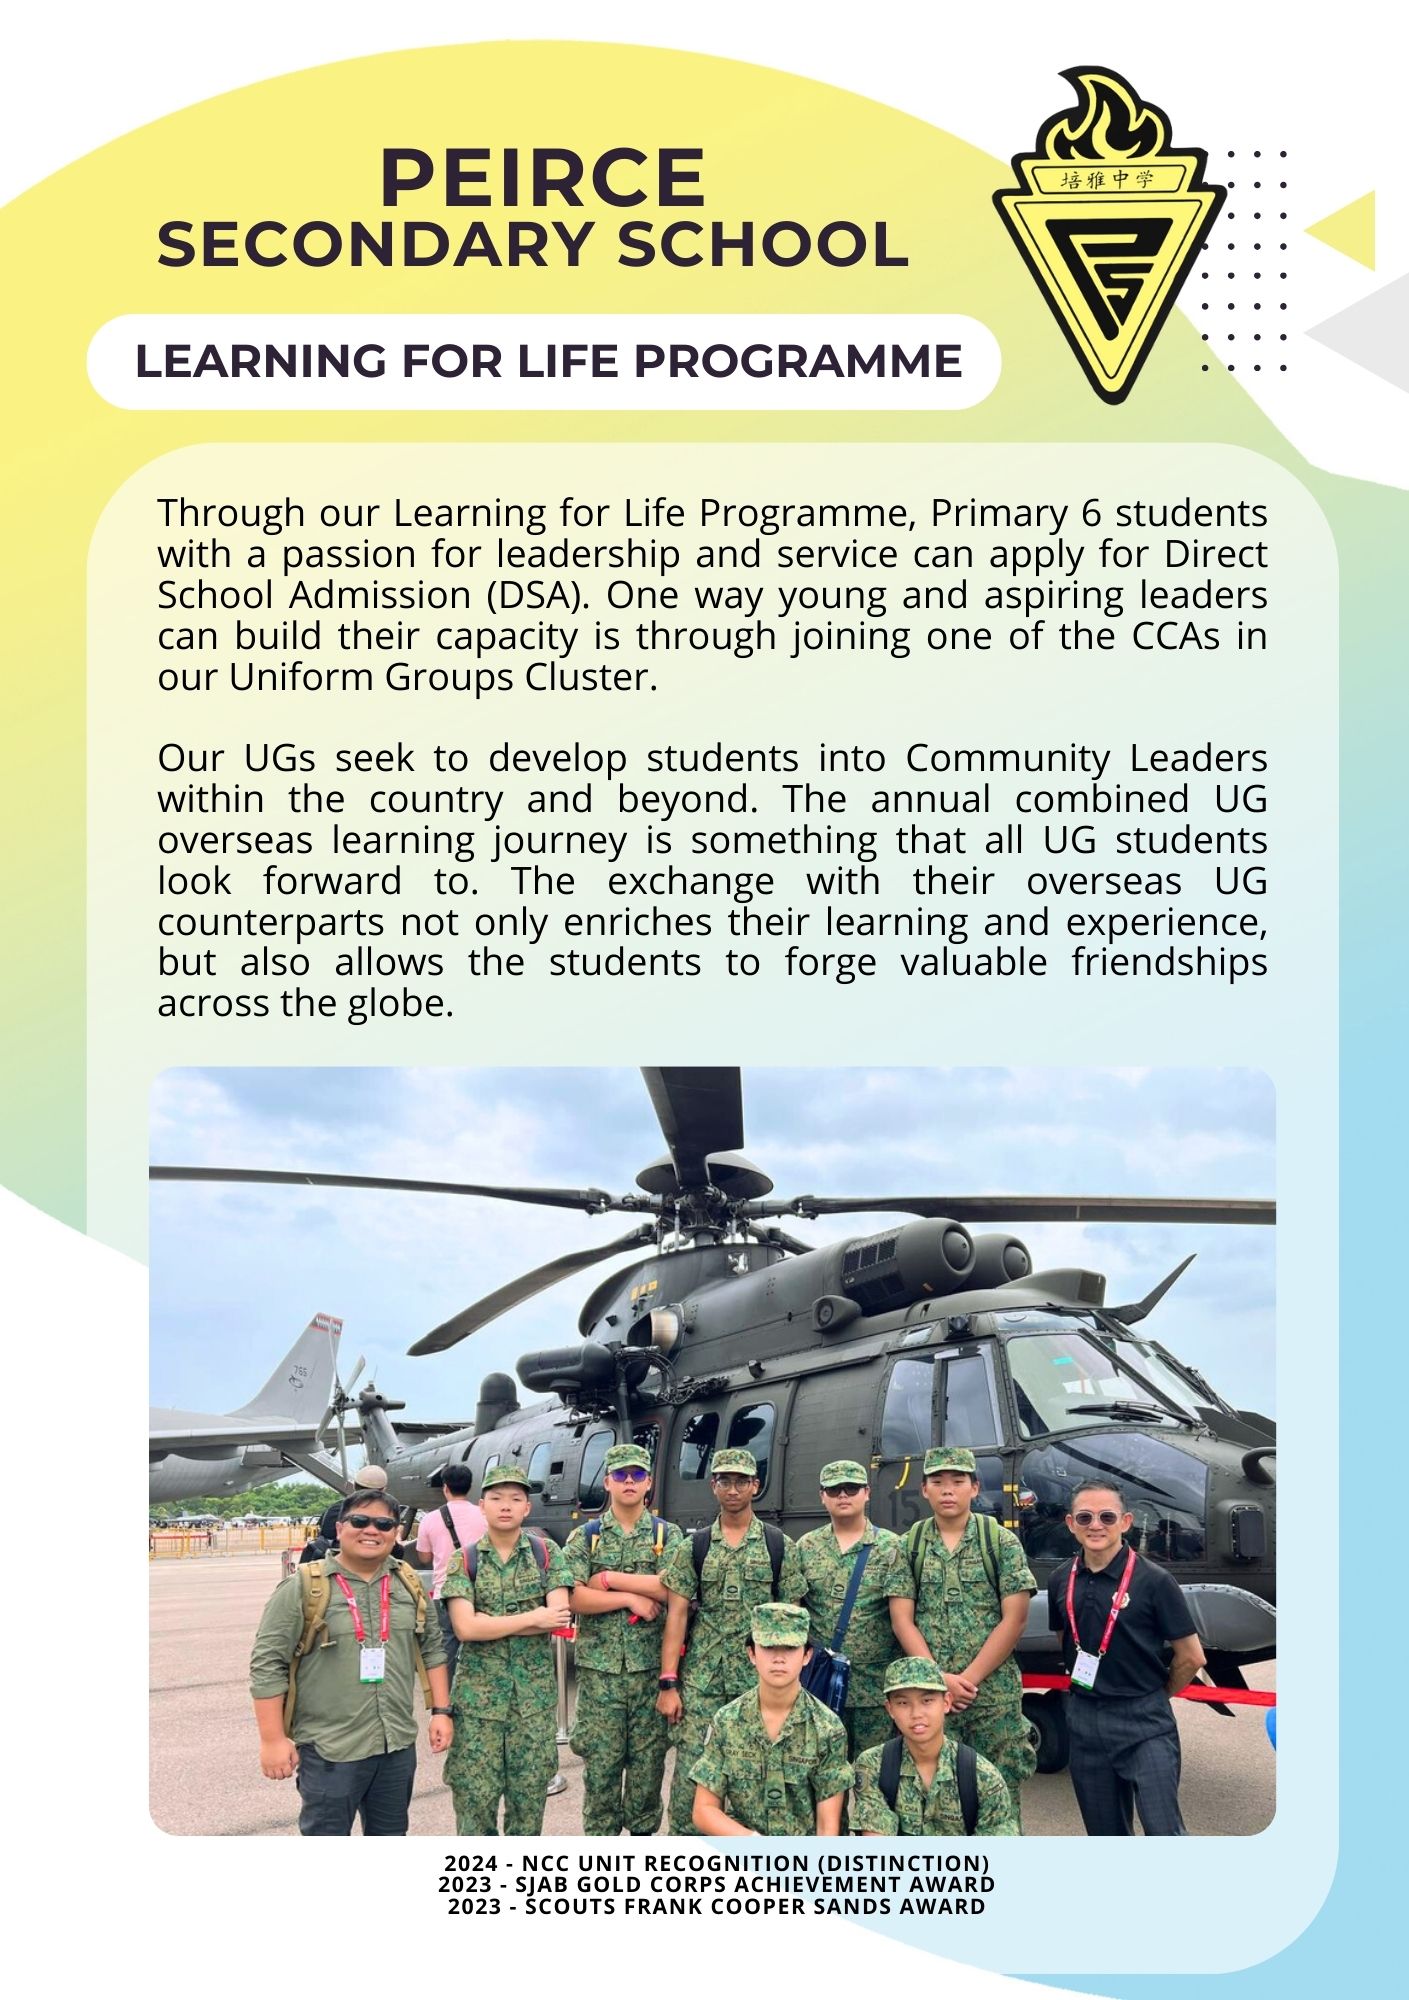 PEIRCE
SECONDARY SCHOOL
培雅中学
LEARNING FOR LIFE PROGRAMME
Through our Learning for Life Programme, Primary 6 students
with a passion for leadership and service can apply for Direct
School Admission (DSA). One way young and aspiring leaders
can build their capacity is through joining one of the CCAs in
our Uniform Groups Cluster.
Our UGs seek to develop students into Community Leaders
within the country and beyond. The annual combined UG
overseas learning journey is something that all UG students
look forward to. The exchange with their overseas UG
counterparts not only enriches their learning and experience,
but also allows the students to forge valuable friendships
across the globe.
765
15
SINGAPORE
2024 - NCC UNIT RECOGNITION (DISTINCTION)
2023 - SJAB GOLD CORPS ACHIEVEMENT AWARD
2023 - SCOUTS FRANK COOPER SANDS AWARD